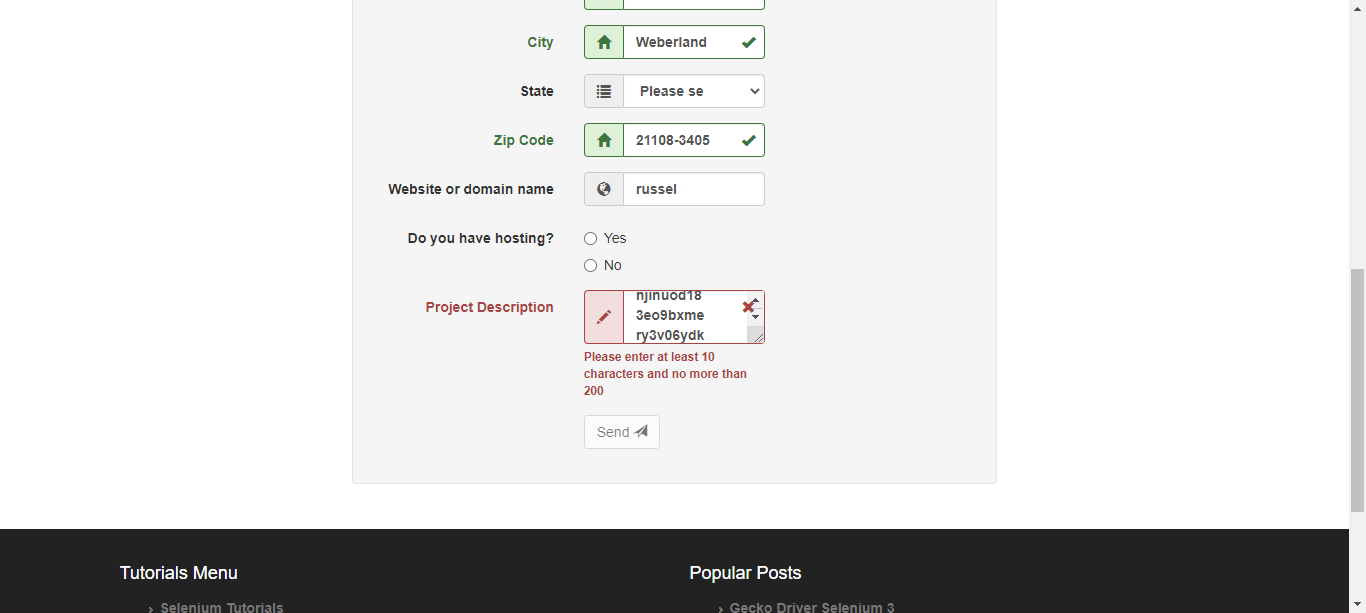 City
Weberland
State
Please se
Zip Code
21108-3405
Website or domain name
russel
Do you have hosting?
Yes
No
Project Description
njinuod18
3eo9bxme
ry3v06ydk
Please enter at least 10
characters and no more than
200
Send
Tutorials Menu
Popular Posts
Selenium Tutorials
Gecko Driver Selenium 3